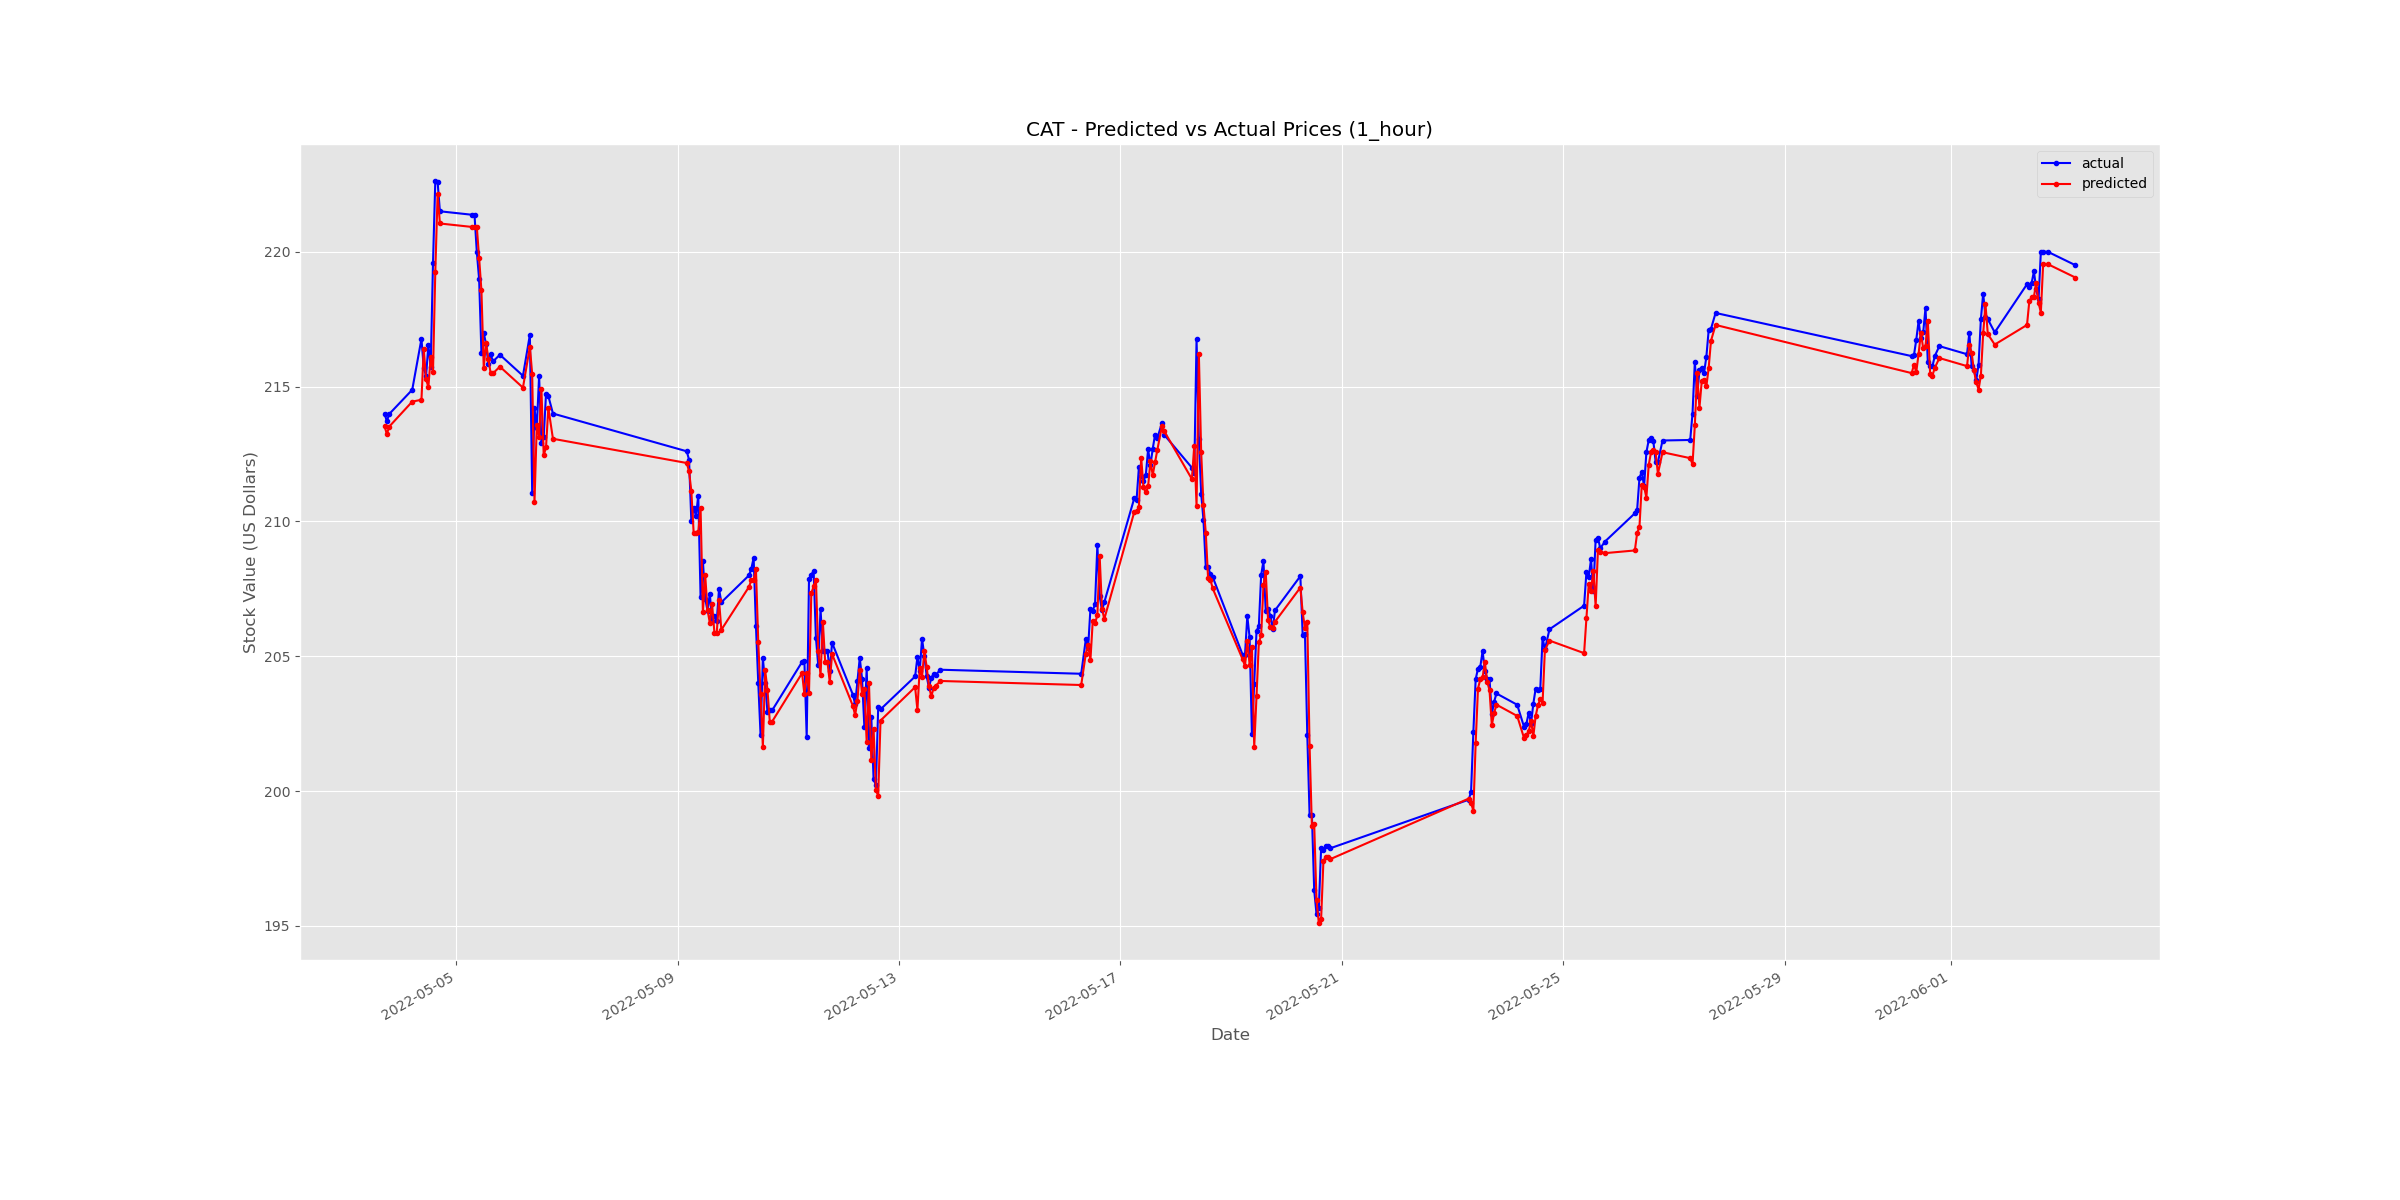 CAT - Predicted vs Actual Prices (1_hour)
actual
predicted
Stock Value (US Dollars)
220
215
210
205
200
195
2022-05-05
2022-05-09
2022-05-13
2022-05-17
2022-05-21
2022-05-25
2022-05-29
2022-06-01
Date